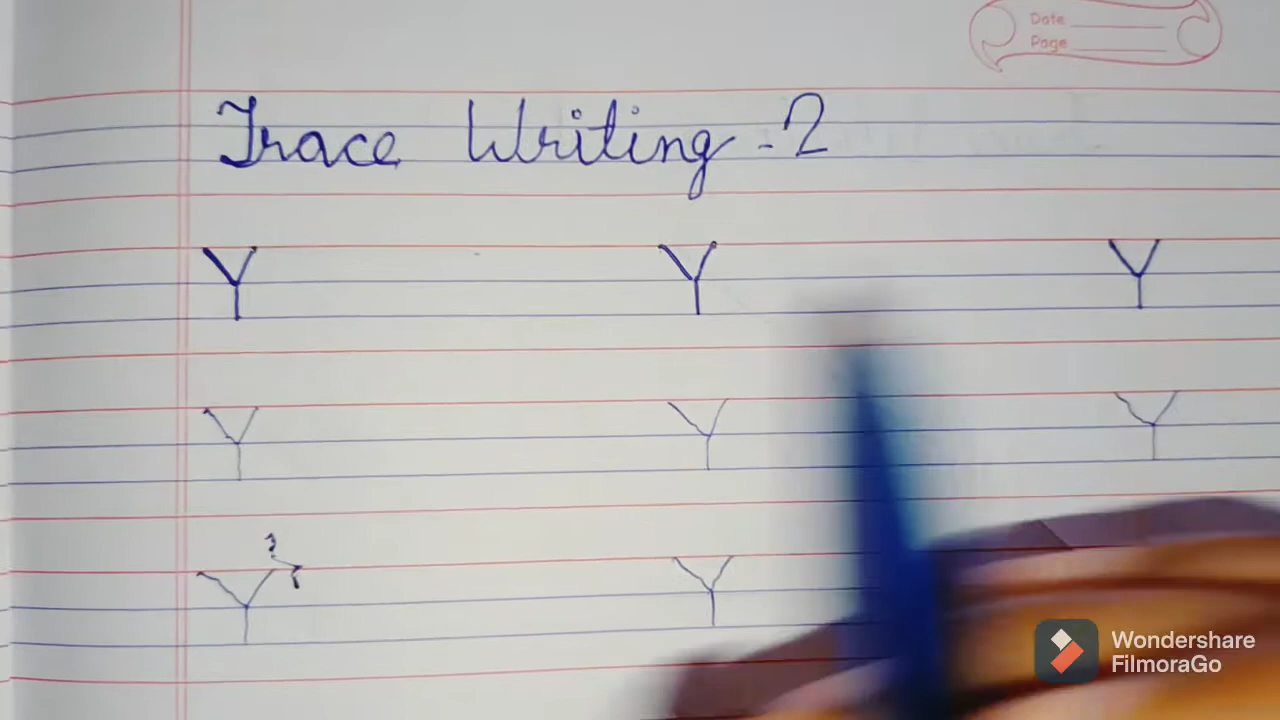 Date
Page
Trace Writing - 2
Y Y Y
Y Y Y
Y Y
Wondershare
FilmoraGo